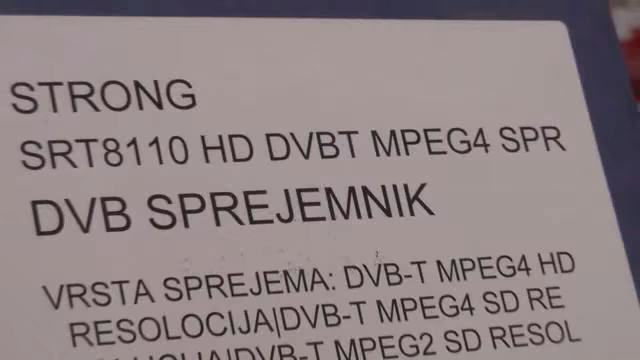 STRONG
SRT8110 HD DVBT MPEG4 SPR
DVB SPREJEMNIK
VRSTA SPREJEMA: DVB-T MPEG4 HD
RESOLOCIJA|DVB-T MPEG4 SD RE
DVB-T MPEG2 SD RESOL